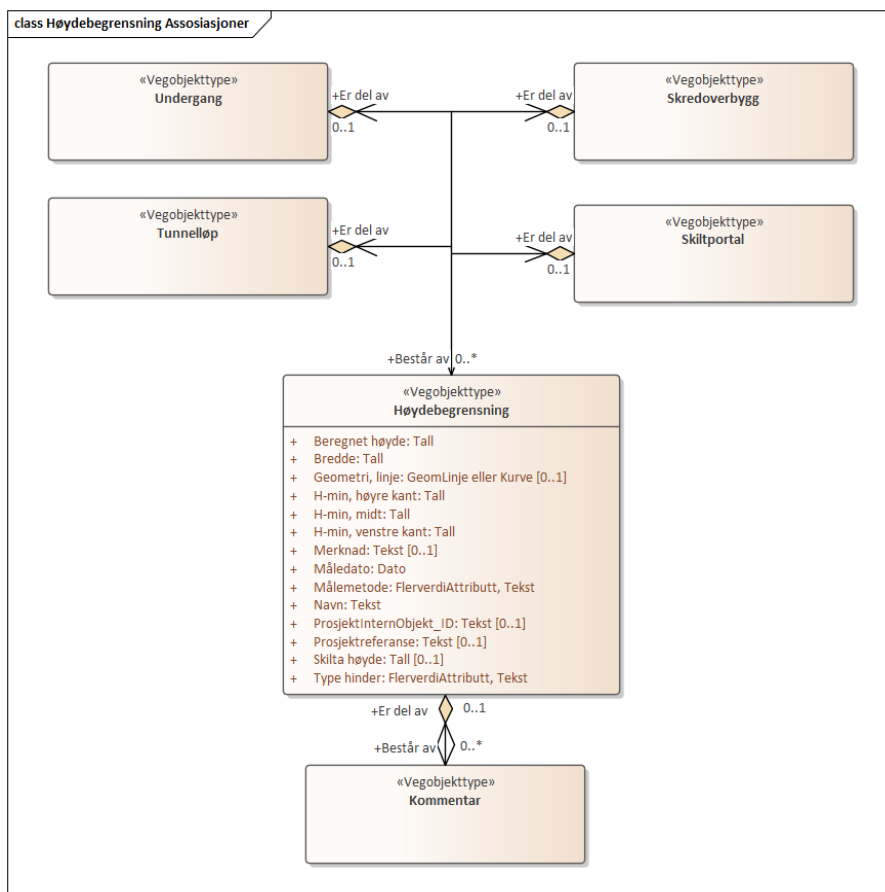 class Høydebegrensning Assosiasjoner
«Vegobjekttype»
Undergang
+Er del av
0..1
«Vegobjekttype»
Skredoverbygg
+Er del av
0..1
«Vegobjekttype»
Tunnelløp
+Er del av
0..1
«Vegobjekttype»
Skiltportal
+Er del av
0..1
+Består av 0..*
«Vegobjekttype»
Høydebegrensning
+ Beregnet høyde: Tall
+ Bredde: Tall
+ Geometri, linje: GeomLinje eller Kurve [0..1]
+ H-min, høyre kant: Tall
+ H-min, midt: Tall
+ H-min, venstre kant: Tall
+ Merknad: Tekst [0..1]
+ Måledato: Dato
+ Målemetode: FlerverdiAttributt, Tekst
+ Navn: Tekst
+ ProsjektInternObjekt_ID: Tekst [0..1]
+ Prosjektreferanse: Tekst [0..1]
+ Skilta høyde: Tall [0..1]
+ Type hinder: FlerverdiAttributt, Tekst
+Er del av 0..1
+Består av 0..*
«Vegobjekttype»
Kommentar